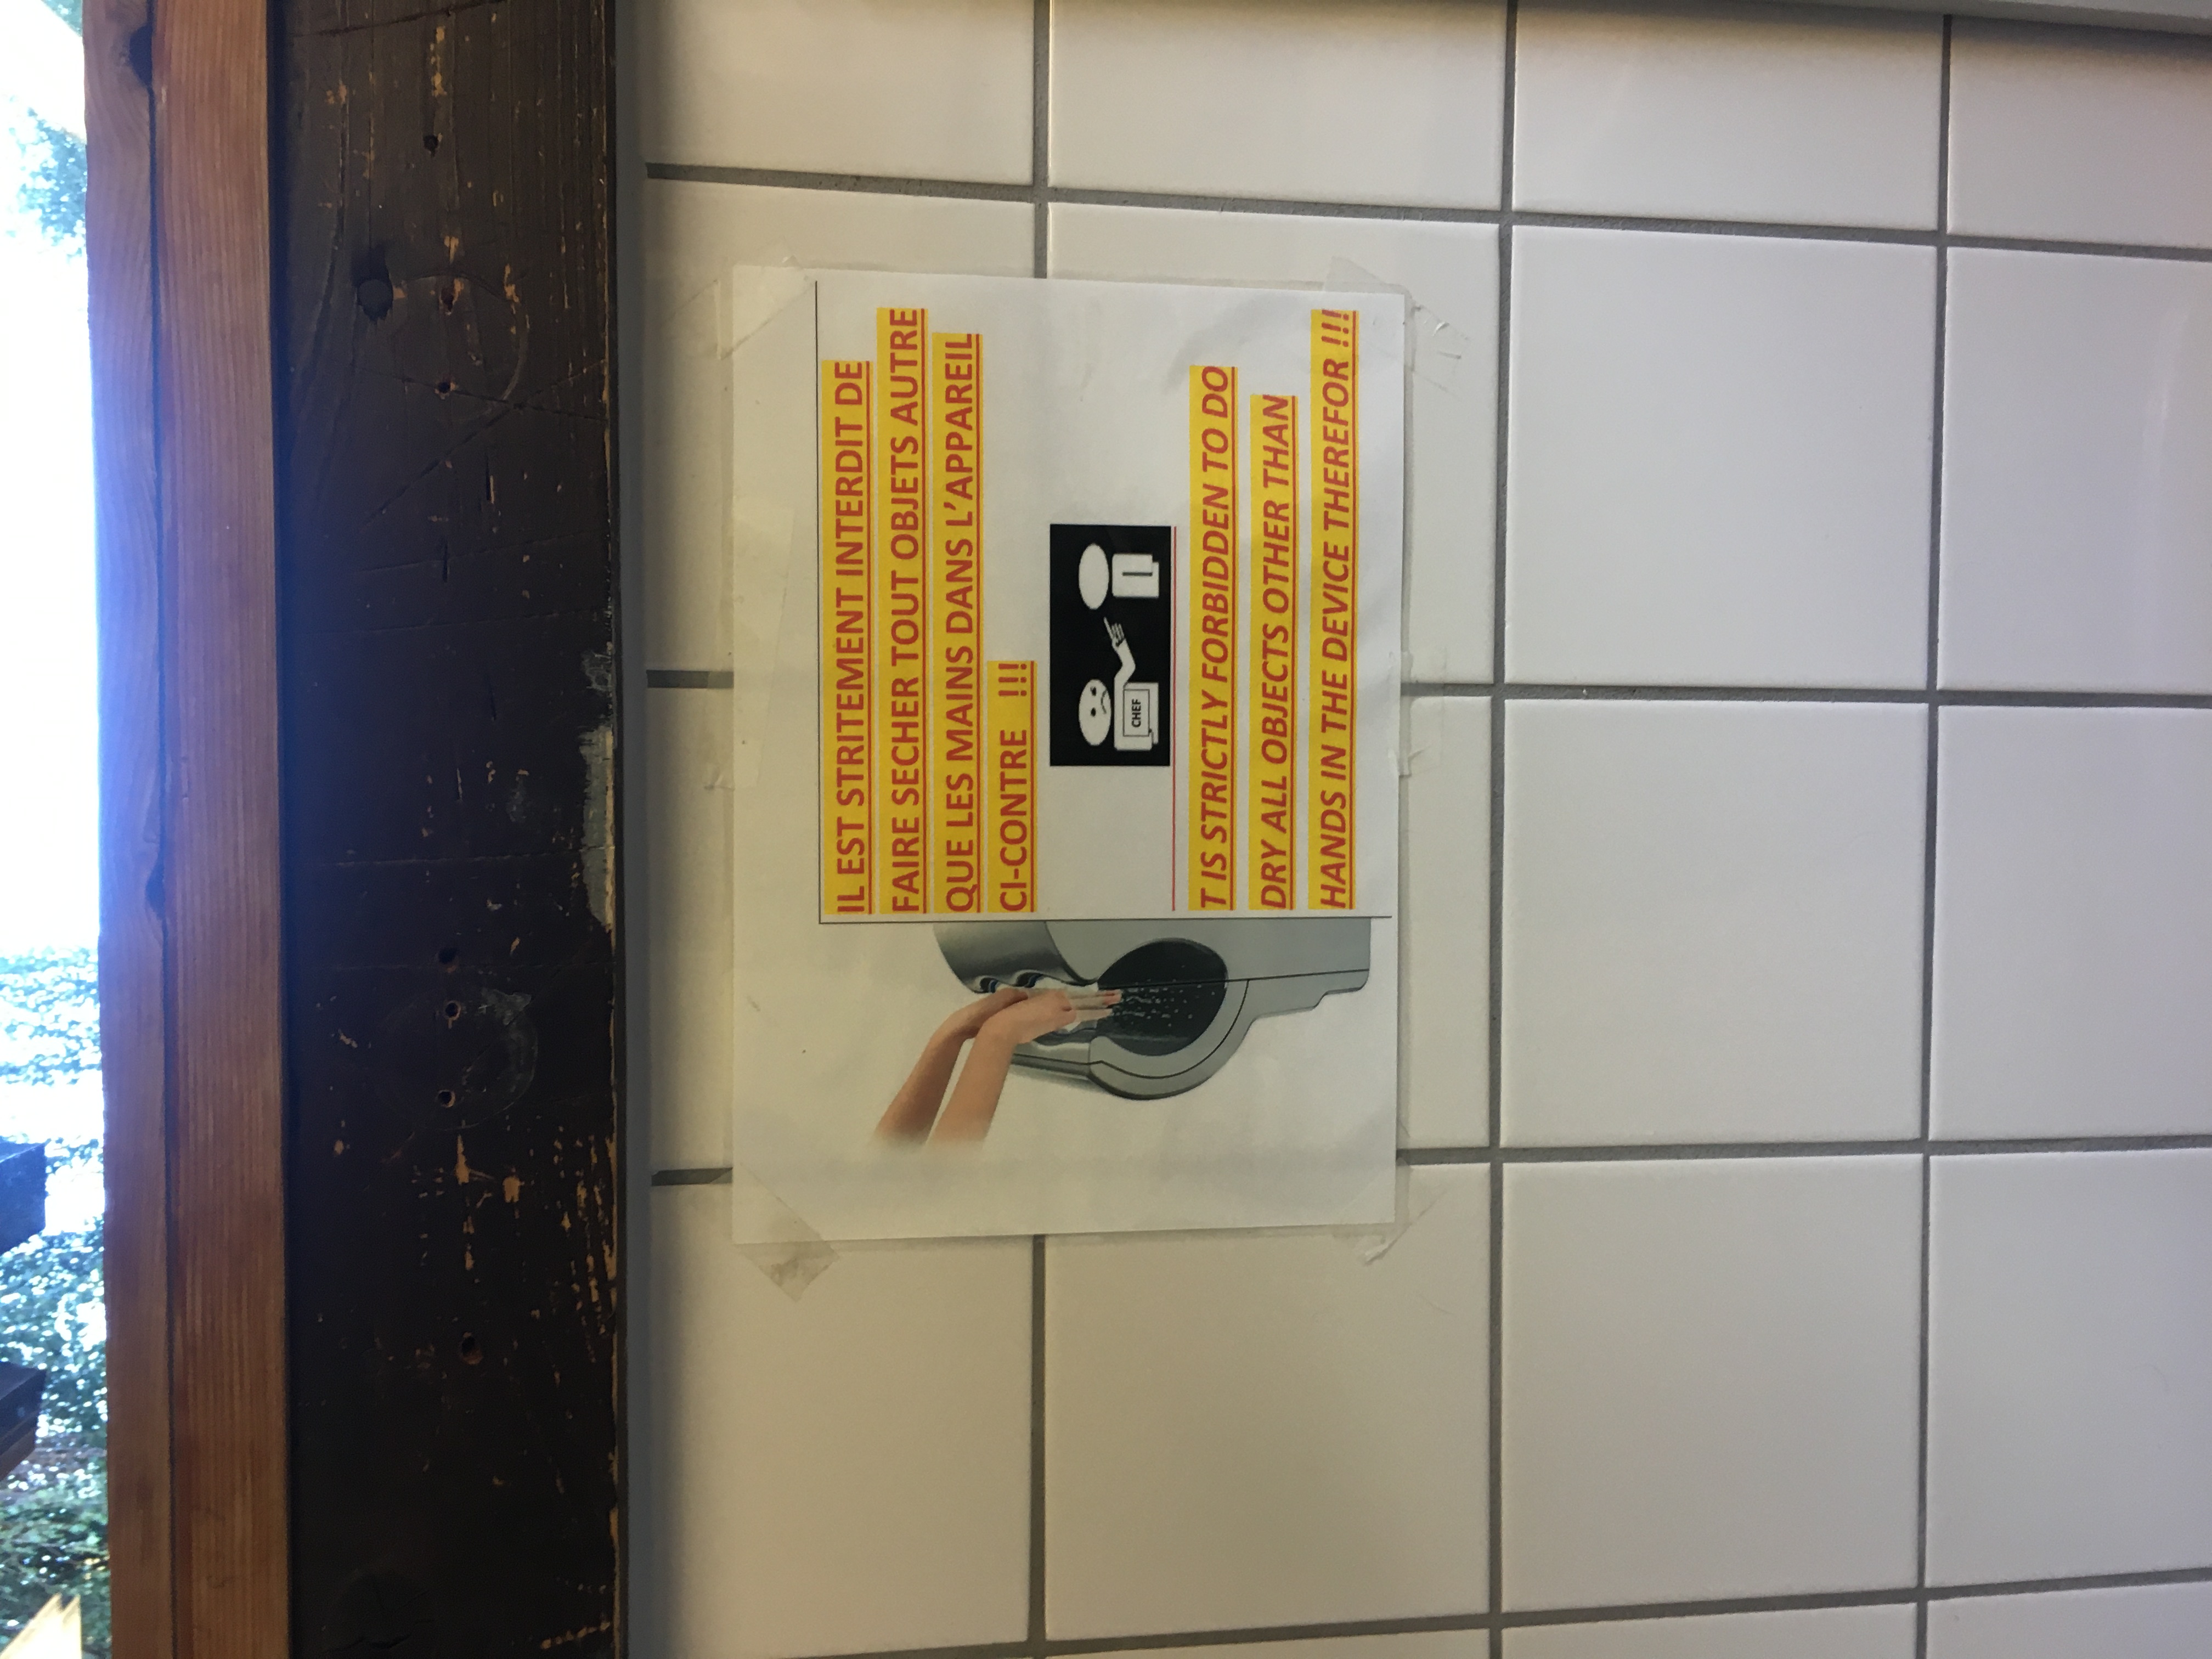 IL EST STRITEMENT INTERDIT DE
FAIRE SECHER TOUT OBJETS AUTRE
QUE LES MAINS DANS L'APPAREIL
CI-CONTRE !!!
CHEF
T IS STRICTLY FORBIDDEN TO DO
DRY ALL OBJECTS OTHER THAN
HANDS IN THE DEVICE THEREFOR !!!